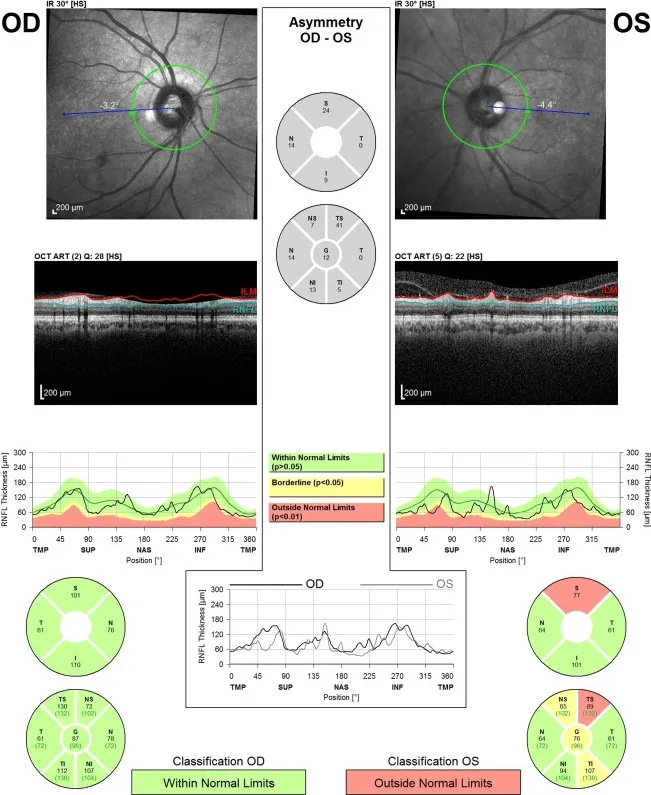 IR 30° [HS]
IR 30° [HS]
OD
Asymmetry
OD - OS
OS
-3.2°
-4.4°
200 µm
200 µm
S
24
N
14
T
0
I
9
NS
7
TS
41
N
14
G
12
T
0
NI
13
TI
5
OCT ART (2) Q: 28 [HS]
OCT ART (5) Q: 22 [HS]
ILM
RNFL
200 µm
ILM
RNFL
200 µm
RNFL Thickness [µm]
300
240
180
120
60
0
0 45 90 135 180 225 270 315 360
TMP SUP NAS INF TMP
Position [°]
Within Normal Limits
(p>0.05)
Borderline (p<0.05)
Outside Normal Limits
(p<0.01)
300
240
180
120
60
0
RNFL Thickness [µm]
0 45 90 135 180 225 270 315
TMP SUP NAS INF TMP
Position [°]
S
101
T
61
N
78
I
110
OD OS
RNFL Thickness [µm]
300
240
180
120
60
0
0 45 90 135 180 225 270 315 360
TMP SUP NAS INF TMP
Position [°]
S
77
N
64
T
61
I
101
TS
130
(132)
NS
72
(102)
T
61
(72)
G
87
(96)
N
78
(72)
TI
112
(138)
NI
107
(104)
NS
65
(102)
TS
89
(132)
N
64
(72)
G
76
(96)
T
61
(72)
NI
94
(104)
TI
107
(138)
Classification OD
Within Normal Limits
Classification OS
Outside Normal Limits